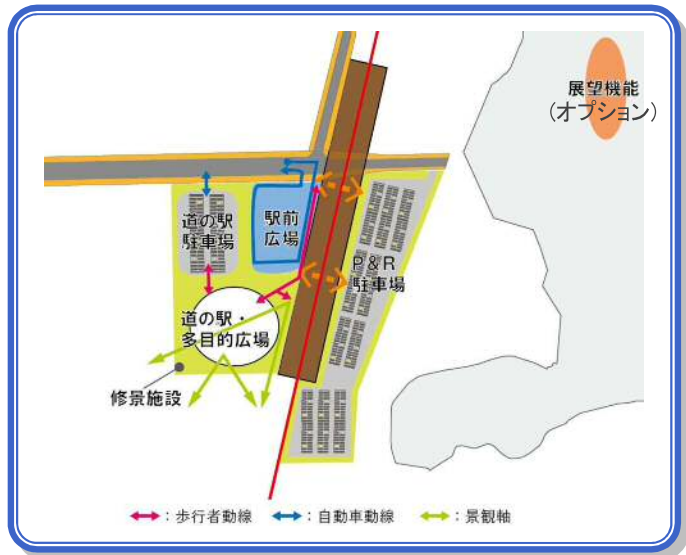 展望機能
(オプション)
道の駅
駐車場
駅前
広場
P&R
駐車場
道の駅・
多目的広場
修景施設
：歩行者動線
：自動車動線
：景観軸